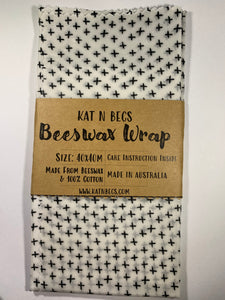 KAT N BEGS
Beeswax Wrap
SIZE: 40X40M CARE INSTRUCTION INSIDE
MADE FROM BEESWAX
& 100% COTTON
MADE IN AUSTRALIA
WWW.KATNBEGS.COM